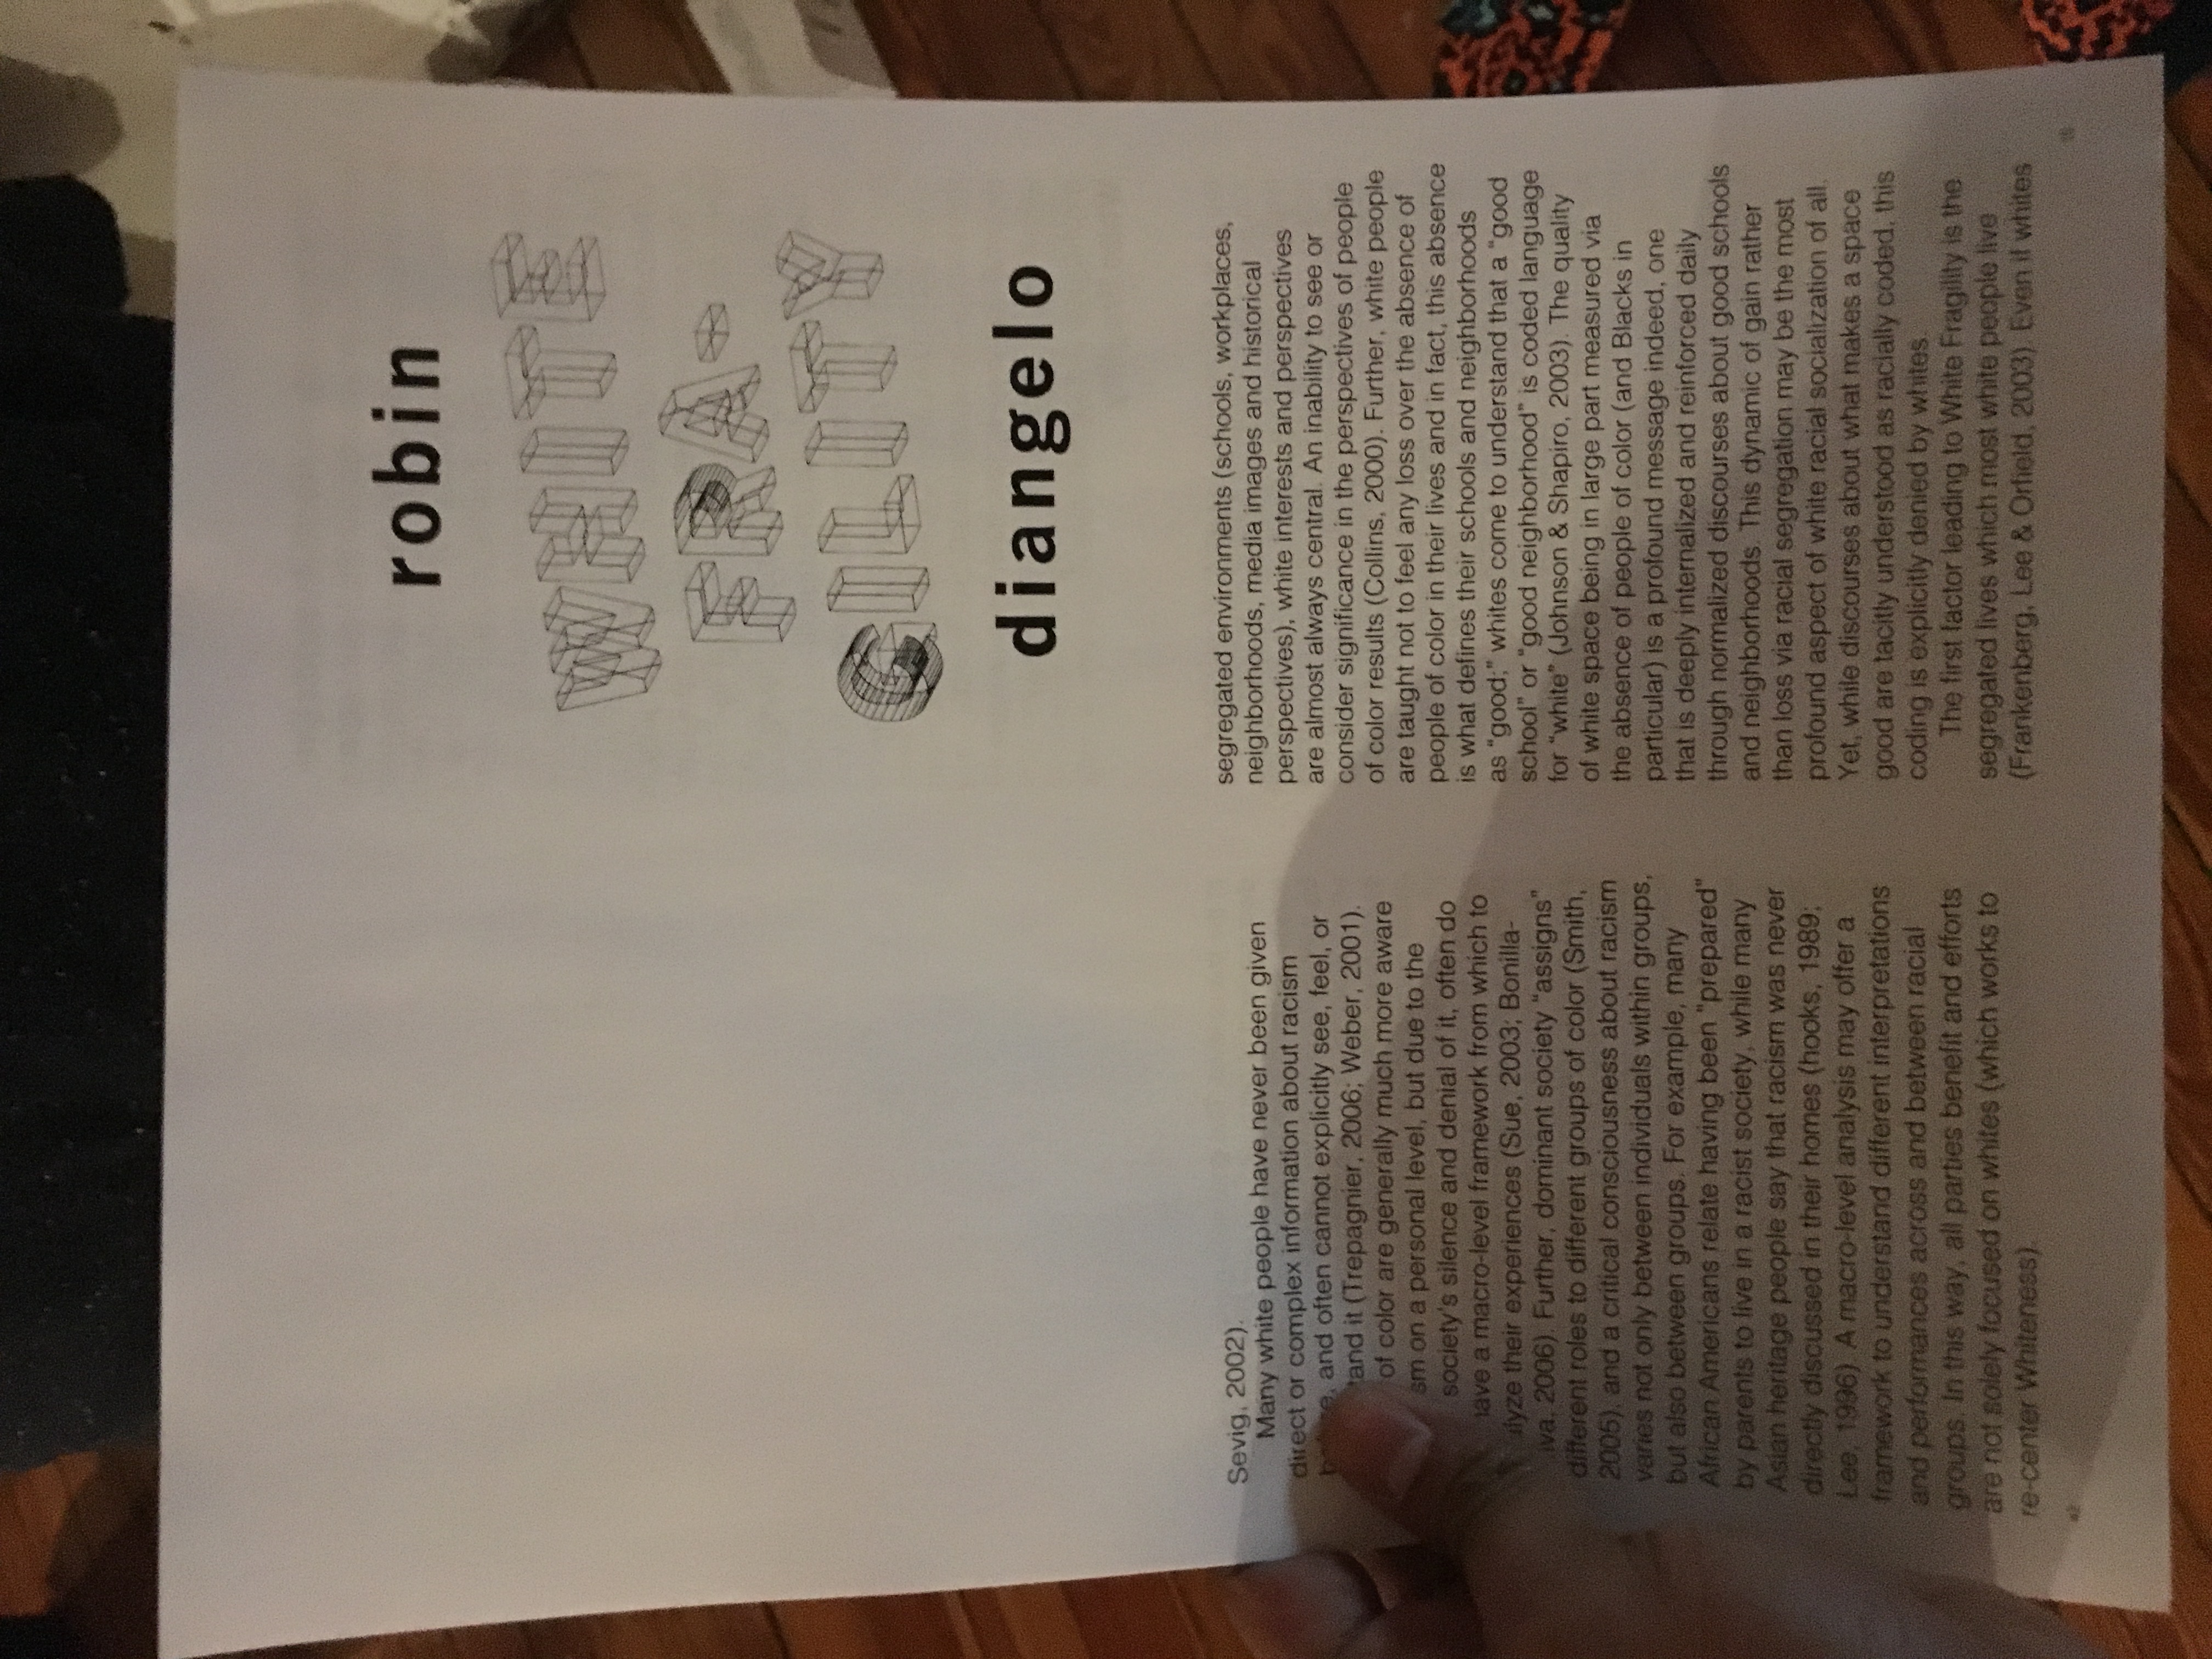 robin
WHITE
FRA-
GILITY
diangelo
Sevig, 2002).
Many white people have never been given
direct or complex information about racism
and often cannot explicitly see, feel, or
it (Trepagnier, 2006; Weber, 2001).
of color are generally much more aware
on a personal level, but due to the
society's silence and denial of it, often do
a macro-level framework from which to
their experiences (Sue, 2003; Bonilla-
2006). Further, dominant society "assigns"
different roles to different groups of color (Smith,
2005), and a critical consciousness about racism
varies not only between individuals within groups,
but also between groups. For example, many
African Americans relate having been "prepared"
by parents to live in a racist society, while many
Asian heritage people say that racism was never
directly discussed in their homes (hooks, 1989;
Lee, 1996). A macro-level analysis may offer a
framework to understand different interpretations
and performances across and between racial
groups. In this way, all parties benefit and efforts
are not solely focused on whites (which works to
re-center Whiteness).
segregated environments (schools, workplaces,
neighborhoods, media images and historical
perspectives), white interests and perspectives
are almost always central. An inability to see or
consider significance in the perspectives of people
of color results (Collins, 2000). Further, white people
are taught not to feel any loss over the absence of
people of color in their lives and in fact, this absence
is what defines their schools and neighborhoods
as "good;" whites come to understand that a "good
school" or "good neighborhood" is coded language
for "white" (Johnson & Shapiro, 2003). The quality
of white space being in large part measured via
the absence of people of color (and Blacks in
particular) is a profound message indeed, one
that is deeply internalized and reinforced daily
through normalized discourses about good schools
and neighborhoods. This dynamic of gain rather
than loss via racial segregation may be the most
profound aspect of white racial socialization of all.
Yet, while discourses about what makes a space
good are tacitly understood as racially coded, this
coding is explicitly denied by whites.
The first factor leading to White Fragility is the
segregated lives which most white people live
(Frankenberg, Lee & Orfield, 2003). Even if whites